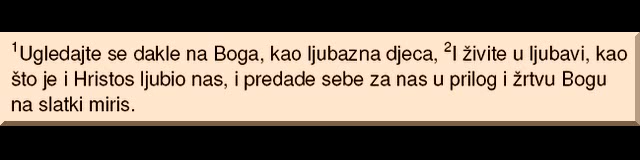 ¹Ugledajte se dakle na Boga, kao ljubazna djeca, ²I živite u ljubavi, kao
što je i Hristos ljubio nas, i predade sebe za nas u prilog i žrtvu Bogu
na slatki miris.